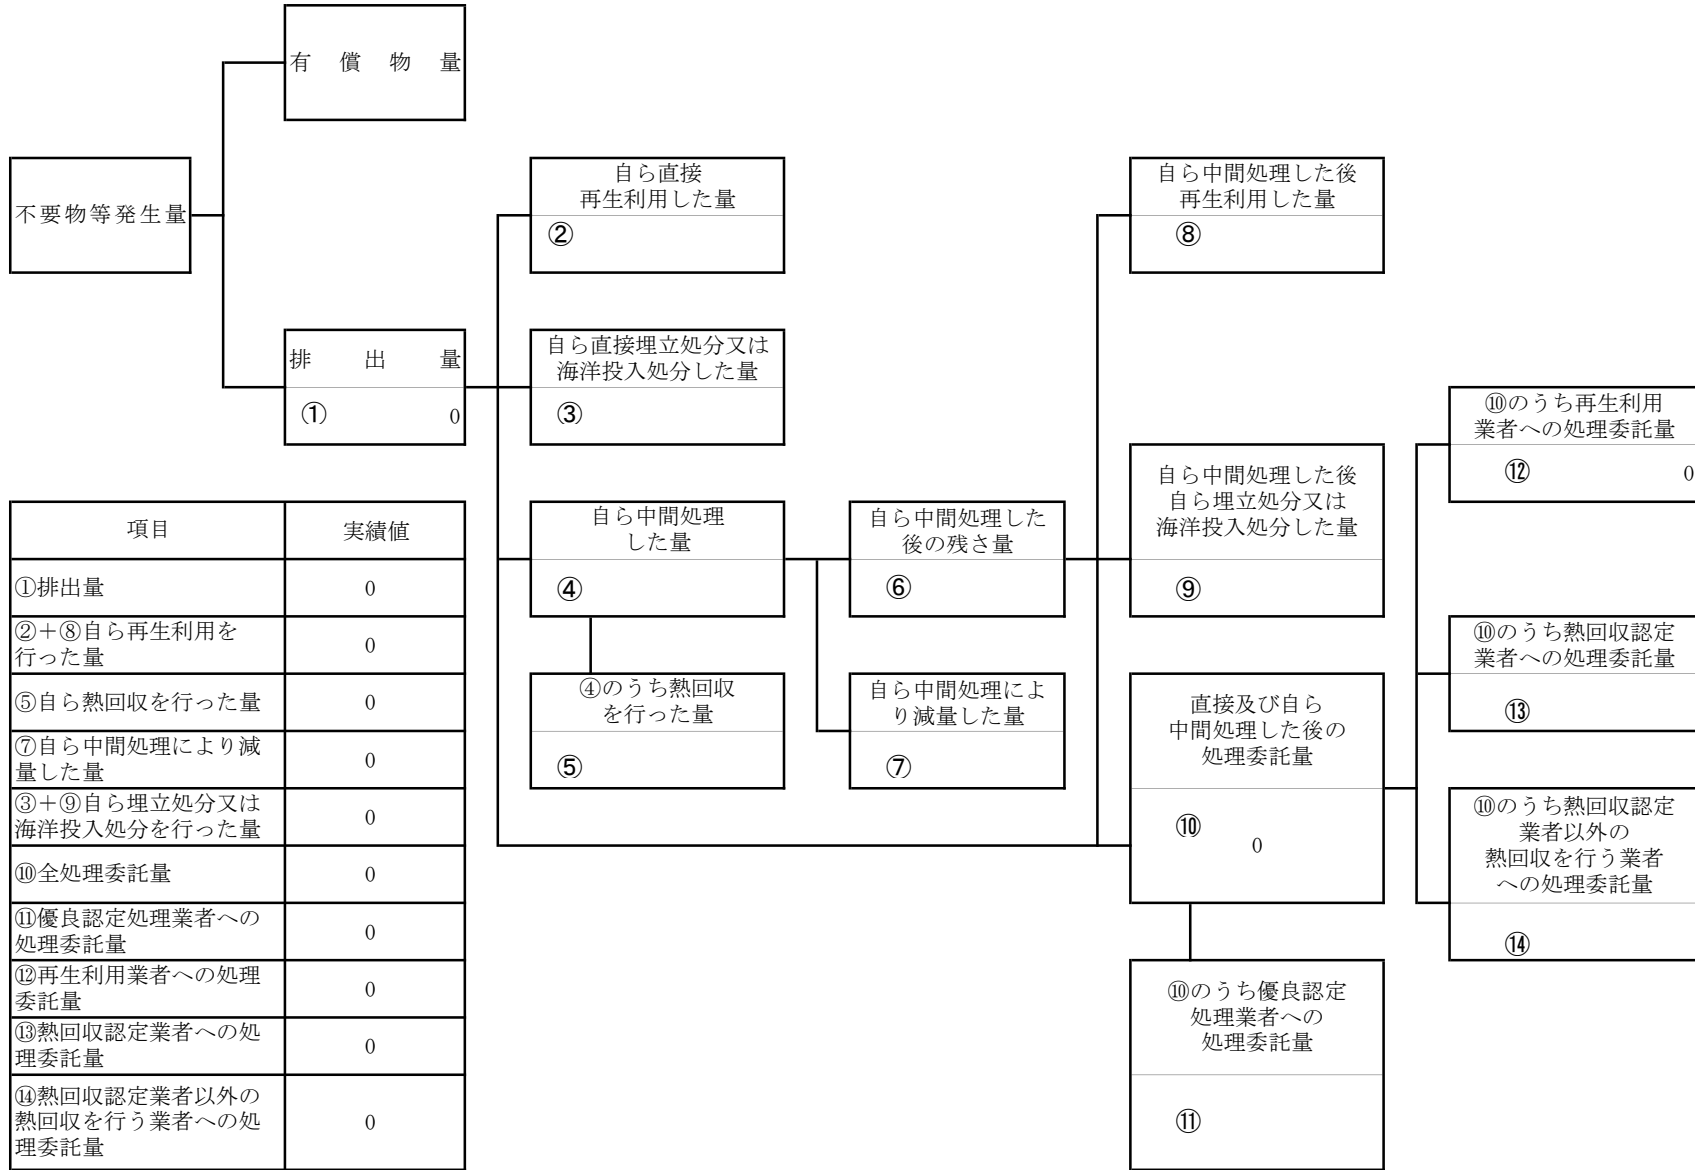 有償物量
不要物等発生量
排出量
① 0
自ら直接
再生利用した量
②
自ら直接埋立処分又は
海洋投入処分した量
③
自ら中間処理
した量
④
④のうち熱回収
を行った量
⑤
自ら中間処理した
後の残さ量
⑥
自ら中間処理によ
り減量した量
⑦
自ら中間処理した後
再生利用した量
⑧
自ら中間処理した後
自ら埋立処分又は
海洋投入処分した量
⑨
直接及び自ら
中間処理した後の
処理委託量
⑩
0
⑩のうち優良認定
処理業者への
処理委託量
⑪
⑩のうち再生利用
業者への処理委託量
⑫ 0
⑩のうち熱回収認定
業者への処理委託量
⑬
⑩のうち熱回収認定
業者以外の
熱回収を行う業者
への処理委託量
⑭
項目 実績値
①排出量 0
②+⑧自ら再生利用を
行った量 0
⑤自ら熱回収を行った量 0
⑦自ら中間処理により減
量した量 0
③+⑨自ら埋立処分又は
海洋投入処分を行った量 0
⑩全処理委託量 0
⑪優良認定処理業者への
処理委託量 0
⑫再生利用業者への処理
委託量 0
⑬熱回収認定業者への処
理委託量 0
⑭熱回収認定業者以外の
熱回収を行う業者への処
理委託量 0